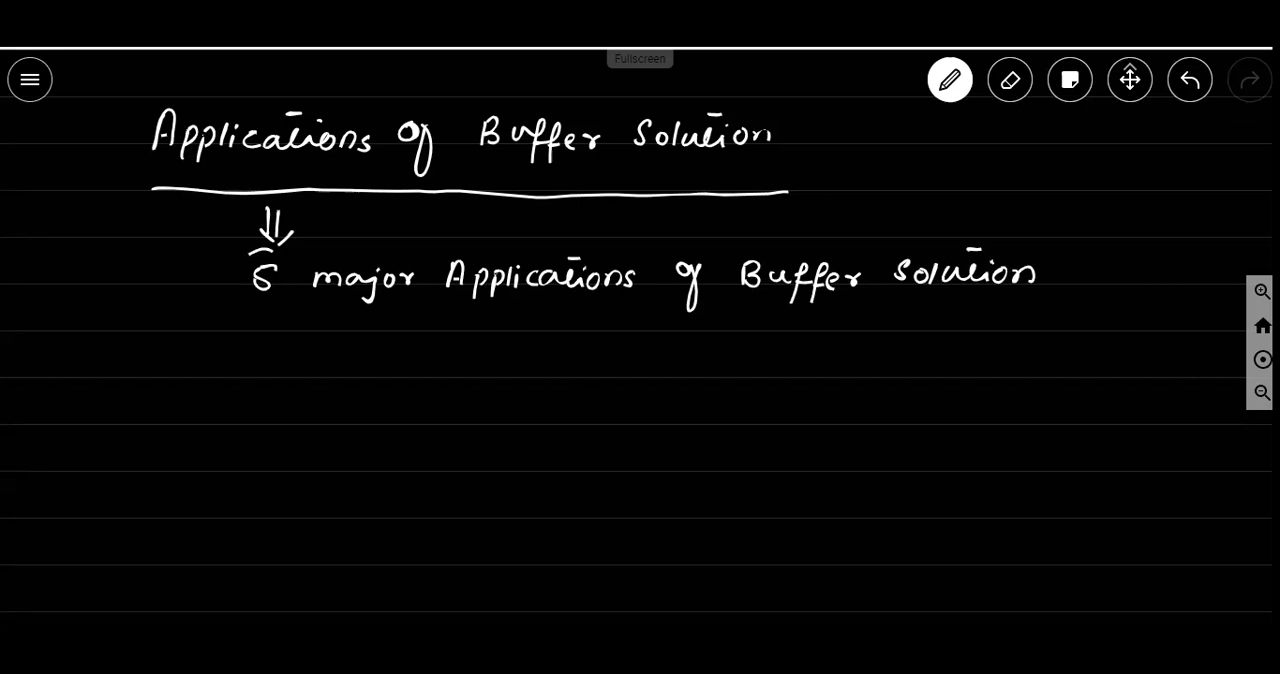 Fullscreen
Applications of Buffer Solution
5 major Applications of Buffer Solution